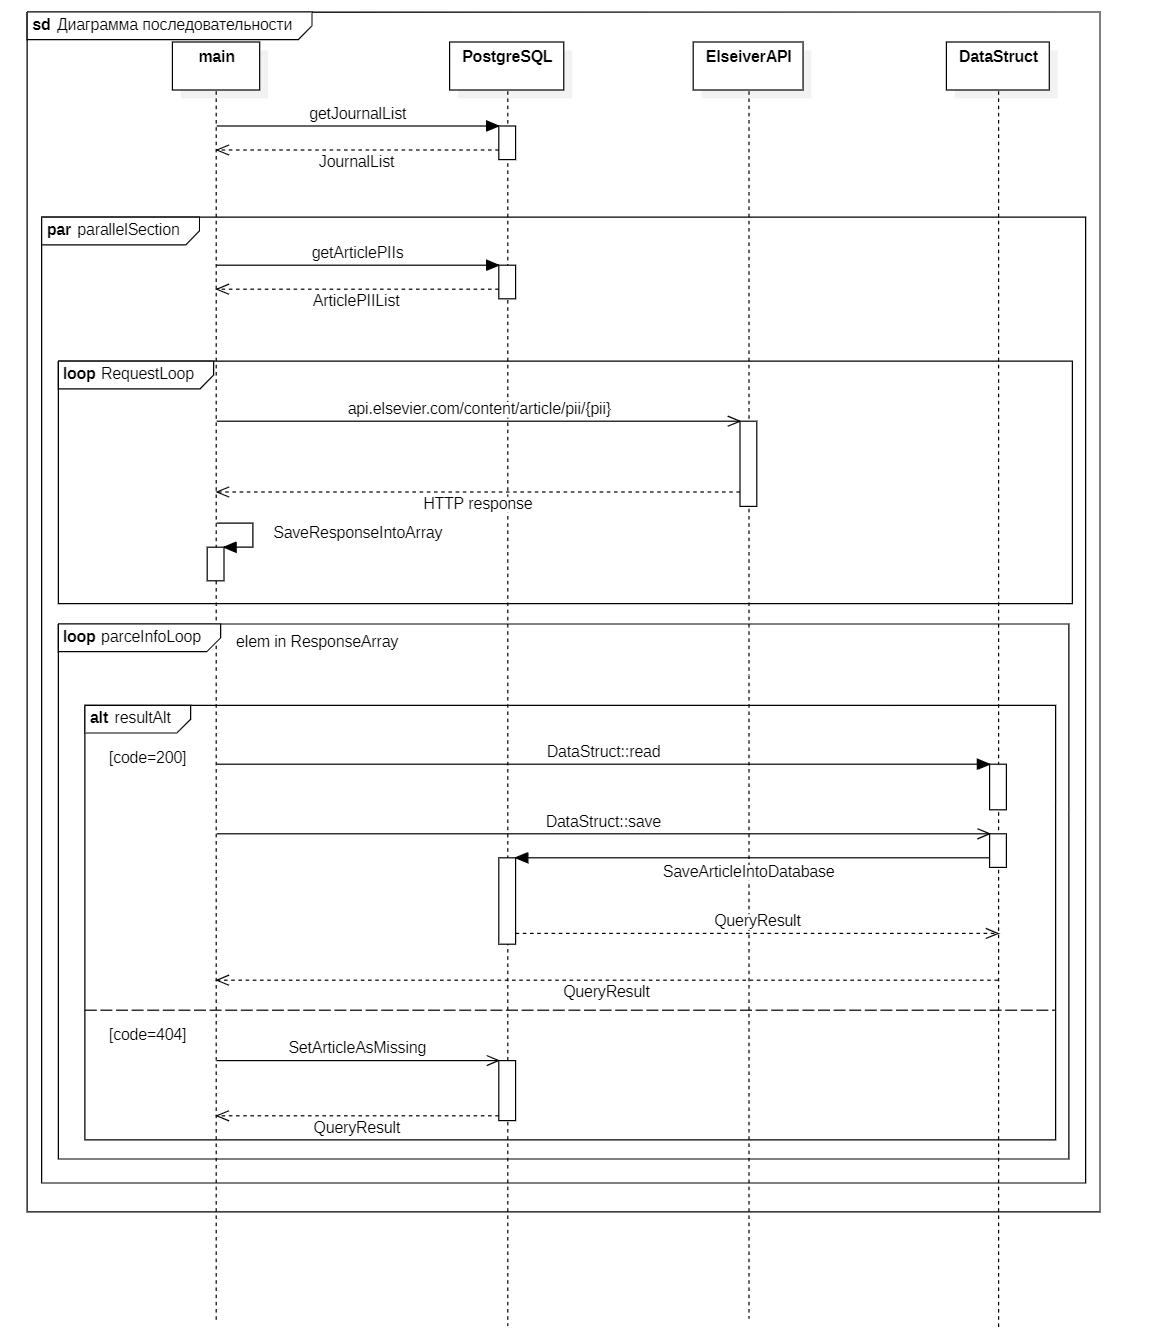 sd Диаграмма последовательности
main
PostgreSQL
ElseiverAPI
DataStruct
getJournalList
JournalList
par parallelSection
getArticlePIIs
ArticlePIIList
loop RequestLoop
api.elsevier.com/content/article/pii/{pii}
HTTP response
SaveResponseIntoArray
loop parceInfoLoop
elem in ResponseArray
alt resultAlt
[code=200]
DataStruct::read
DataStruct::save
SaveArticleIntoDatabase
QueryResult
QueryResult
[code=404]
SetArticleAsMissing
QueryResult